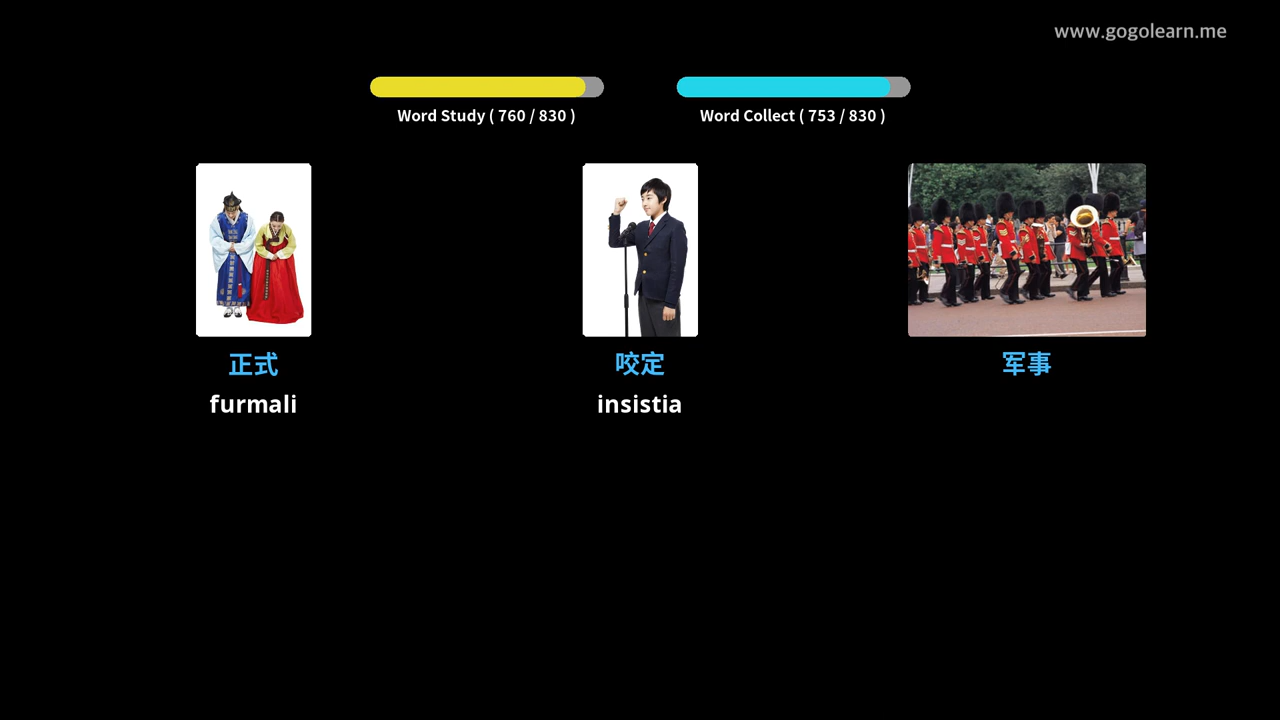 www.gogolearn.me
Word Study ( 760 / 830 )
Word Collect ( 753 / 830 )
正式
咬定
军事
furmali
insistia